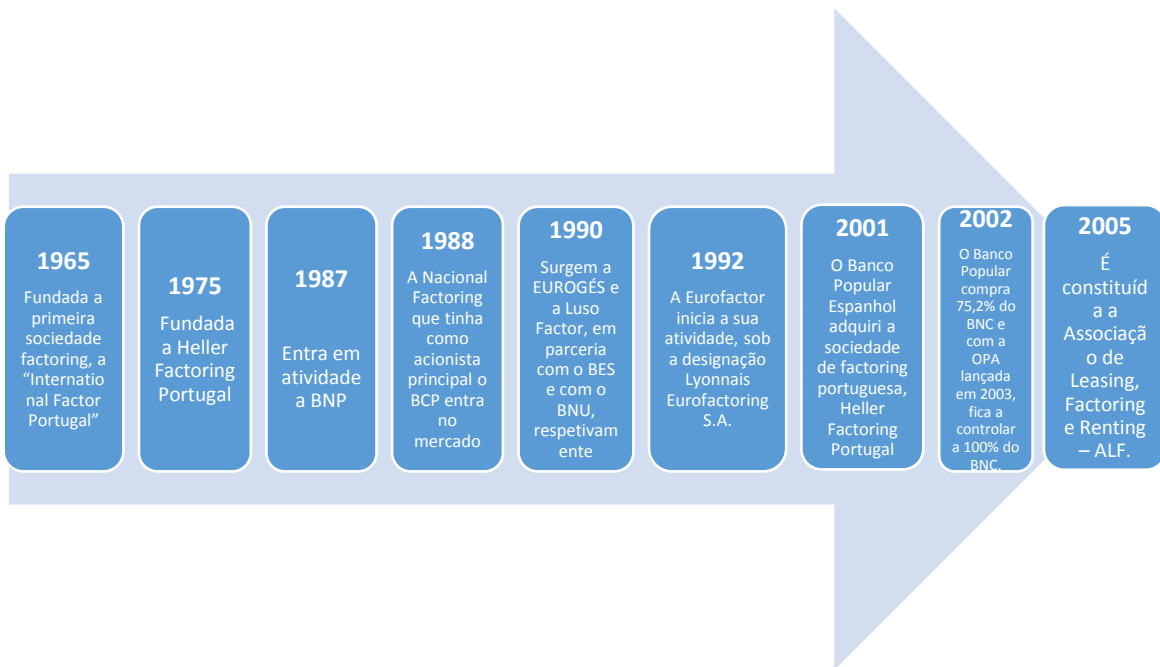 1965
Fundada a
primeira
sociedade
factoring, a
“Internatio
nal Factor
Portugal”
1975
Fundada
a Heller
Factoring
Portugal
1987
Entra em
atividade
a BNP
1988
A Nacional
Factoring
que tinha
como
acionista
principal o
BCP entra
no
mercado
1990
Surgem a
EUROGÉS e
a Luso
Factor, em
parceria
com o BES
e com o
BNU,
respetivam
ente
1992
A Eurofactor
inicia a sua
atividade, sob
a designação
Lyonnais
Eurofactoring
S.A.
2001
O Banco
Popular
Espanhol
adquiri a
sociedade
de factoring
portuguesa,
Heller
Factoring
Portugal
2002
O Banco
Popular
compra
75,2% do
BNC e
com a
OPA
lançada
em 2003,
fica a
controlar
a 100% do
BNC.
2005
É
constituíd
a a
Associaçã
o de
Leasing,
Factoring
e Renting
– ALF.